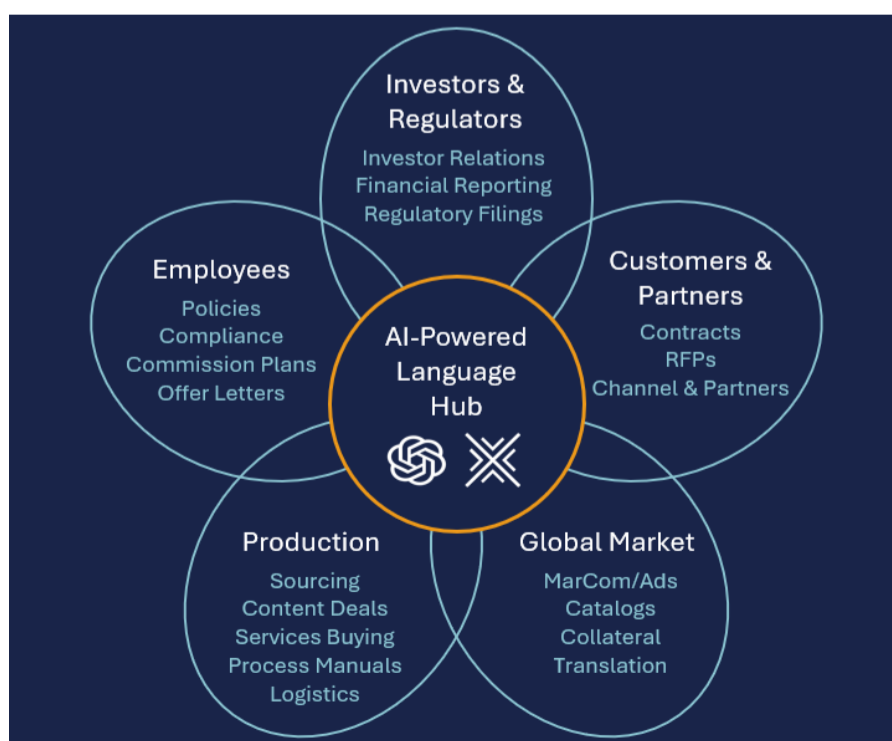 Investors &
Regulators
Investor Relations
Financial Reporting
Regulatory Filings
Employees
Policies
Compliance
Commission Plans
Offer Letters
Customers &
Partners
Contracts
RFPs
Channel & Partners
AI-Powered
Language
Hub
Production
Sourcing
Content Deals
Services Buying
Process Manuals
Logistics
Global Market
MarCom/Ads
Catalogs
Collateral
Translation